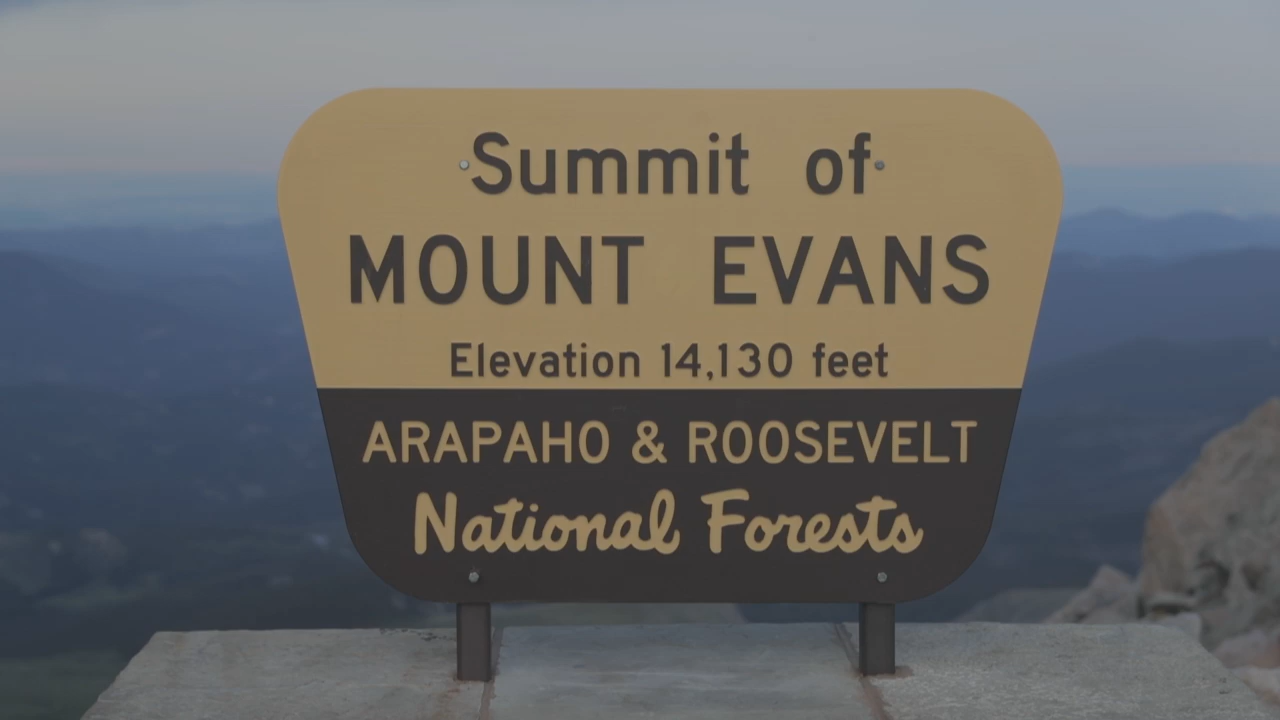 Summit of
MOUNT EVANS
Elevation 14,130 feet
ARAPAHO & ROOSEVELT
National Forests